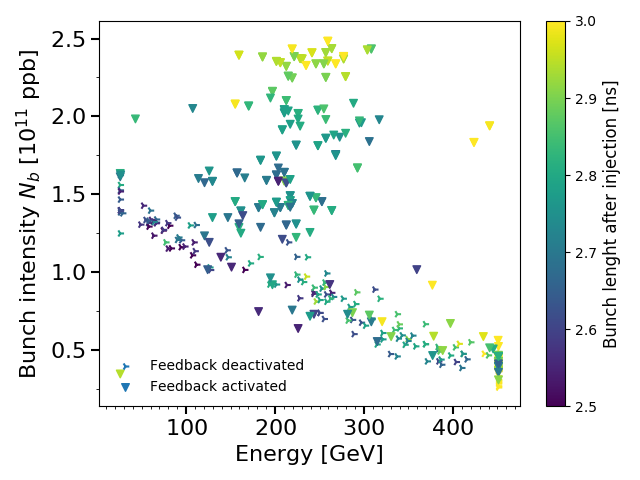 2.5
2.0
1.5
1.0
0.5
Bunch intensity N_b [10^11 ppb]
Feedback deactivated
Feedback activated
100 200 300 400
Energy [GeV]
3.0
2.9
2.8
2.7
2.6
2.5
Bunch lenght after injection [ns]